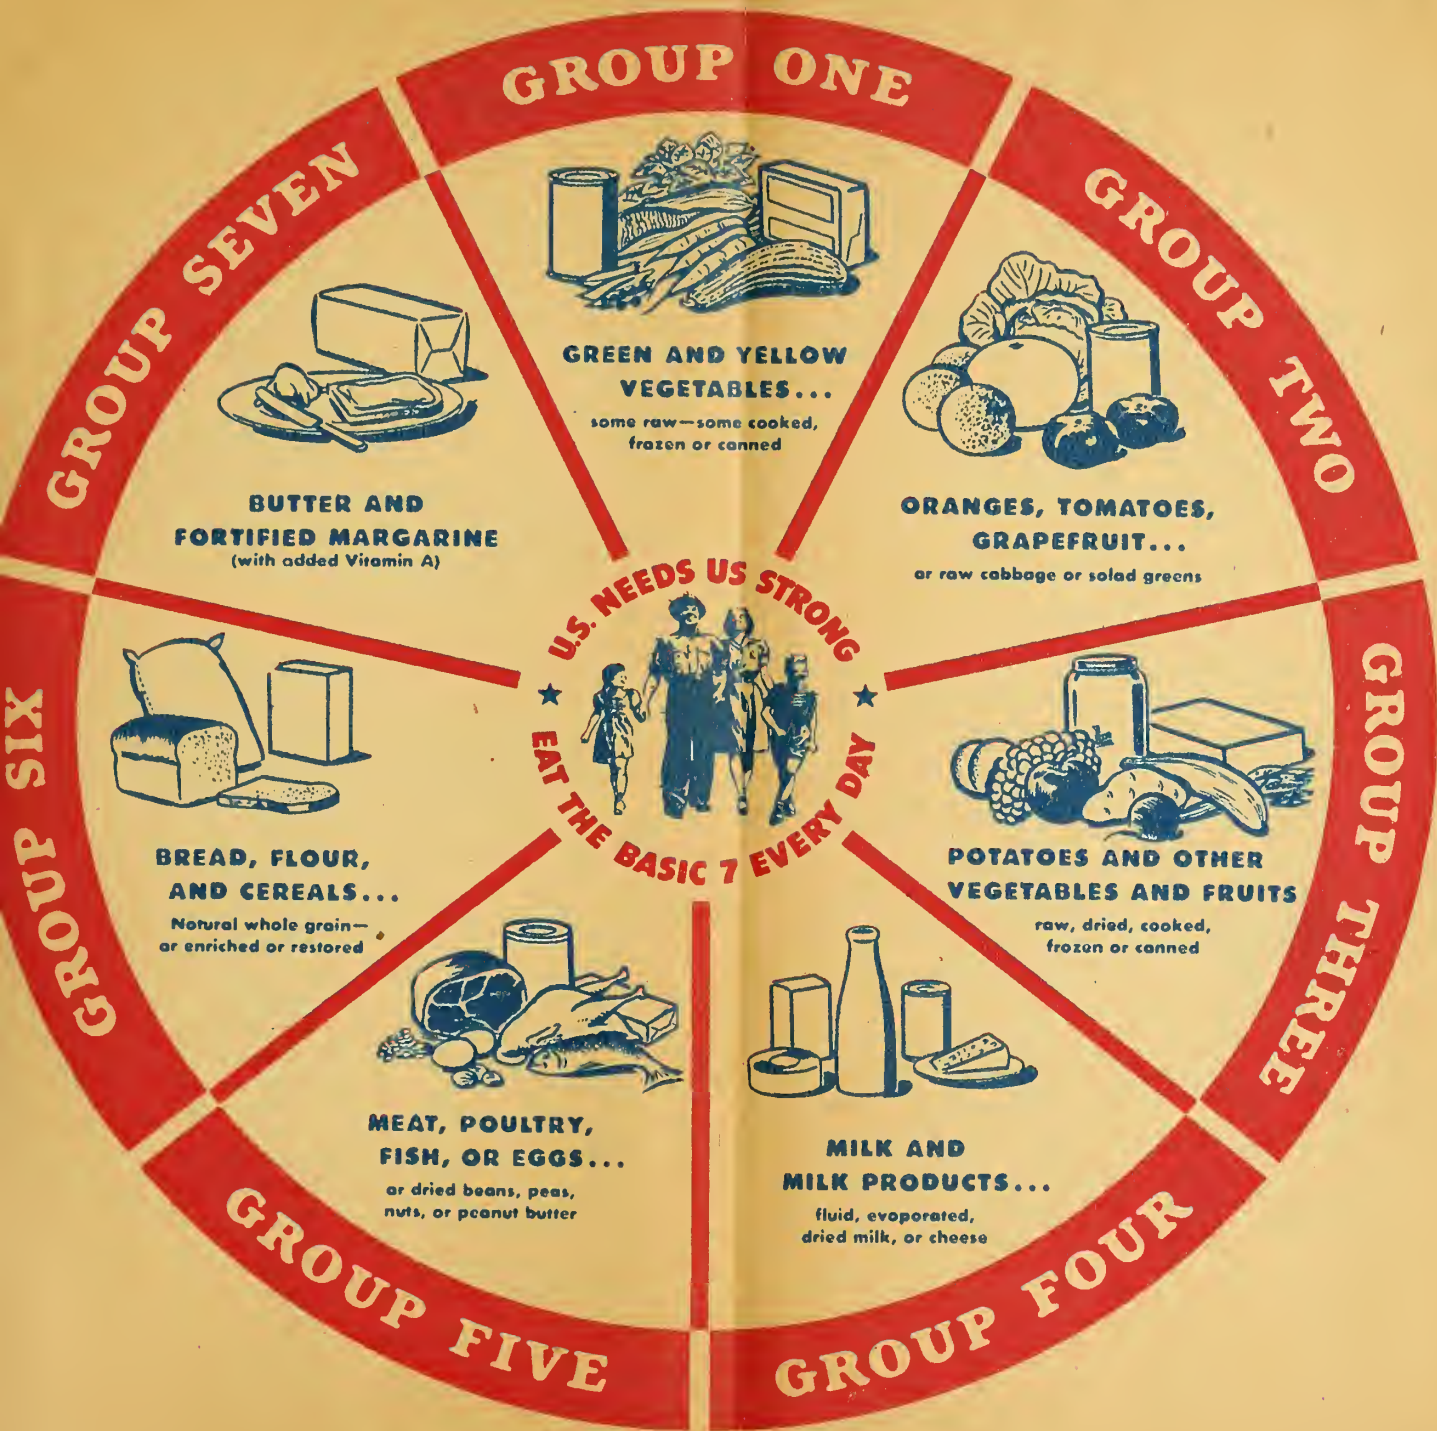 GROUP ONE
GREEN AND YELLOW
VEGETABLES...
some raw—some cooked,
frozen or canned
GROUP TWO
ORANGES, TOMATOES,
GRAPEFRUIT...
or raw cabbage or salad greens
GROUP THREE
POTATOES AND OTHER
VEGETABLES AND FRUITS
raw, dried, cooked,
frozen or canned
GROUP FOUR
MILK AND
MILK PRODUCTS...
fluid, evaporated,
dried milk, or cheese
GROUP FIVE
MEAT, POULTRY,
FISH, OR EGGS...
or dried beans, peas,
nuts, or peanut butter
GROUP SIX
BREAD, FLOUR,
AND CEREALS...
Natural whole grain—
or enriched or restored
GROUP SEVEN
BUTTER AND
FORTIFIED MARGARINE
(with added Vitamin A)
U.S. NEEDS US STRONG
EAT THE BASIC 7 EVERY DAY